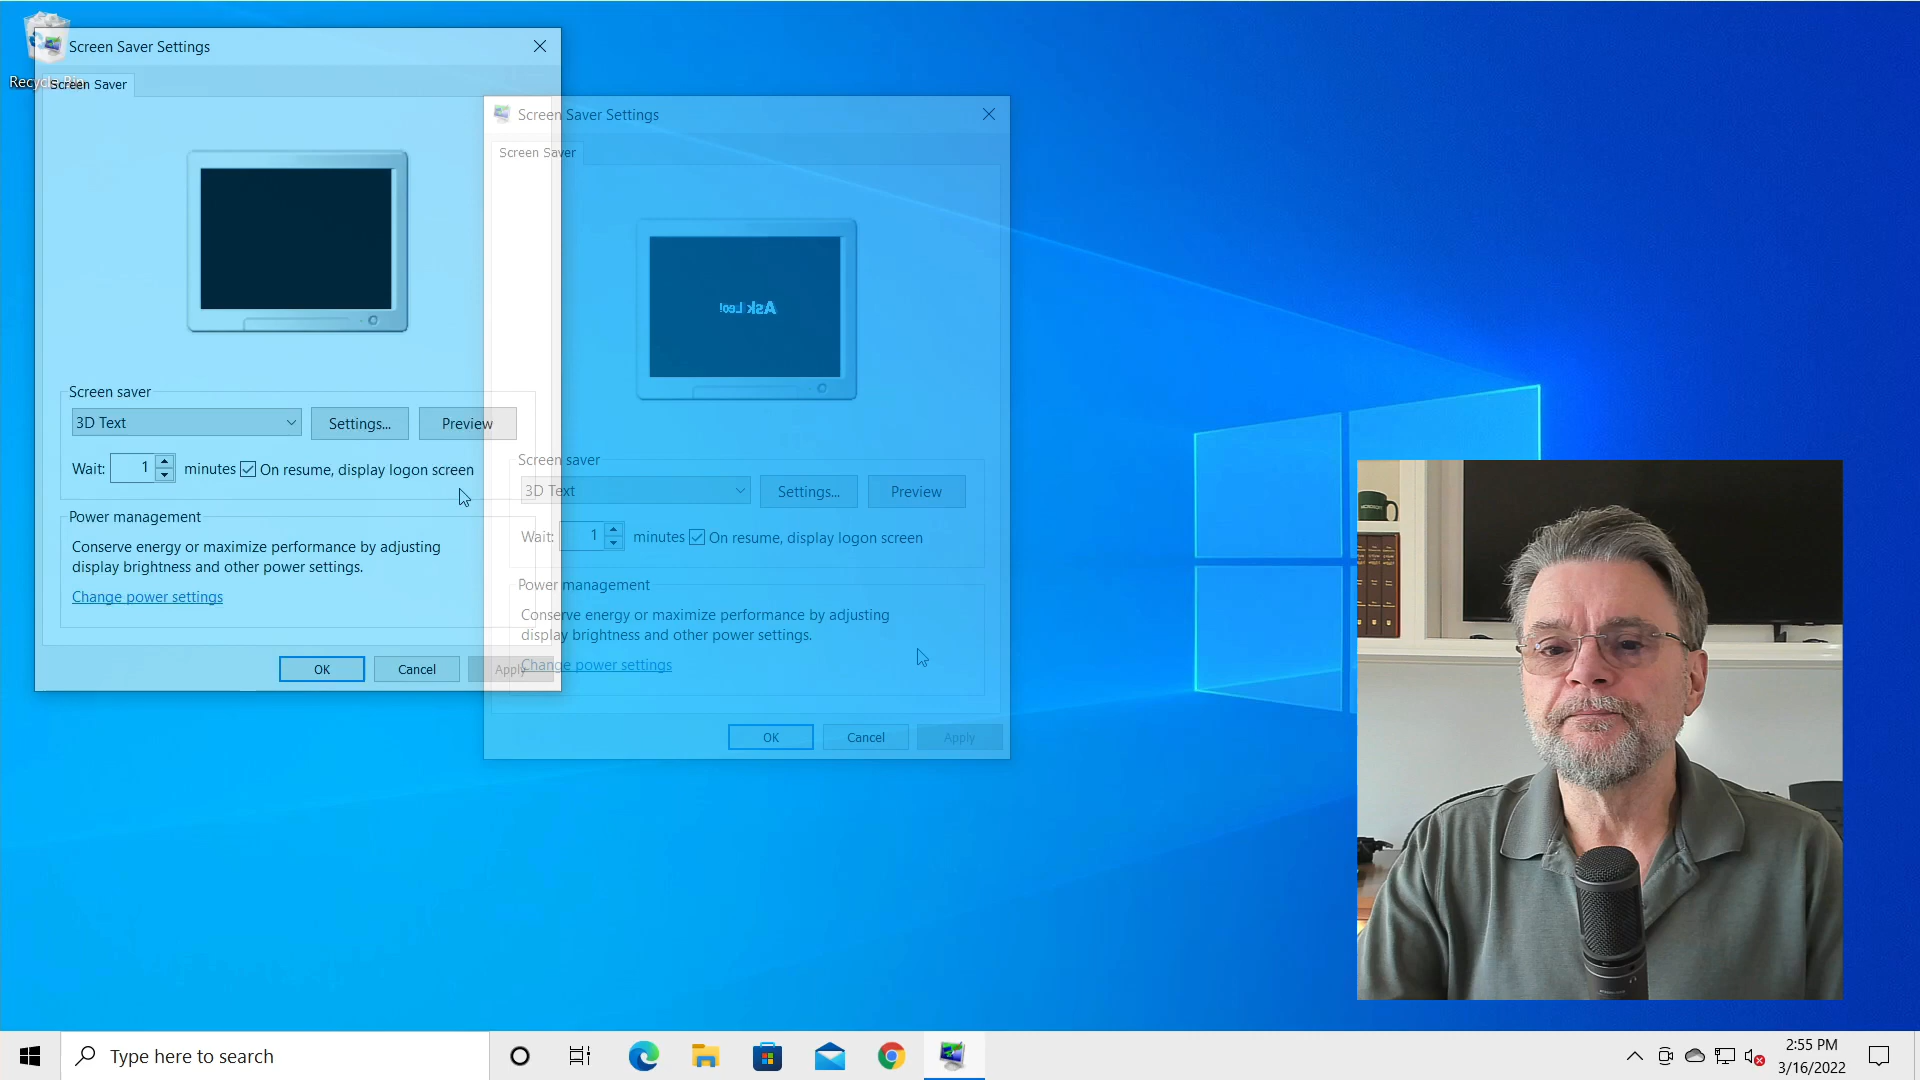 Recycle Bin
Screen Saver Settings
Screen Saver
Screen saver
3D Text
Settings...
Preview
Wait: 1 minutes On resume, display logon screen
Power management
Conserve energy or maximize performance by adjusting
display brightness and other power settings.
Change power settings
OK
Cancel
Apply
Screen Saver Settings
Screen Saver
Ask Leo!
Screen saver
3D Text
Settings...
Preview
Wait: 1 minutes On resume, display logon screen
Power management
Conserve energy or maximize performance by adjusting
display brightness and other power settings.
Change power settings
OK
Cancel
Apply
Type here to search
2:55 PM
3/16/2022